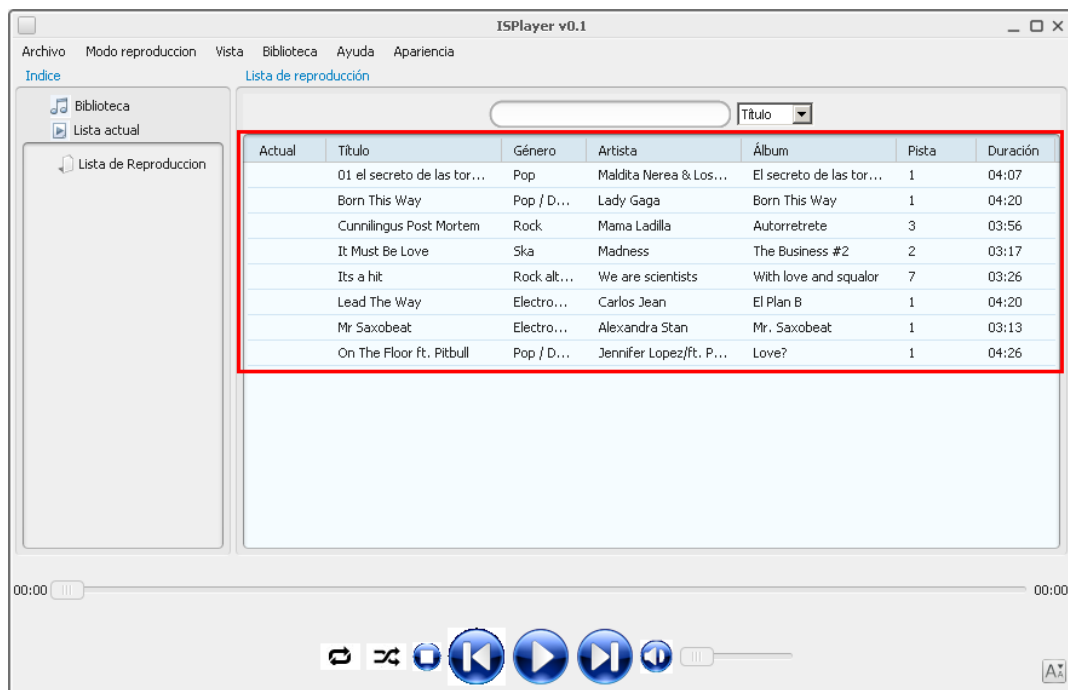 ISPlayer v0.1
Archivo Modo reproduccion Vista Biblioteca Ayuda Apariencia
Indice
Lista de reproducción
Biblioteca
Lista actual
Lista de Reproduccion
Título
Actual Título Género Artista Álbum Pista Duración
01 el secreto de las tor... Pop Maldita Nerea & Los... El secreto de las tor... 1 04:07
Born This Way Pop / D... Lady Gaga Born This Way 1 04:20
Cunnilingus Post Mortem Rock Mama Ladilla Autorretrete 3 03:56
It Must Be Love Ska Madness The Business #2 2 03:17
Its a hit Rock alt... We are scientists With love and squalor 7 03:26
Lead The Way Electro... Carlos Jean El Plan B 1 04:20
Mr Saxobeat Electro... Alexandra Stan Mr. Saxobeat 1 03:13
On The Floor ft. Pitbull Pop / D... Jennifer Lopez/ft. P... Love? 1 04:26
00:00 00:00